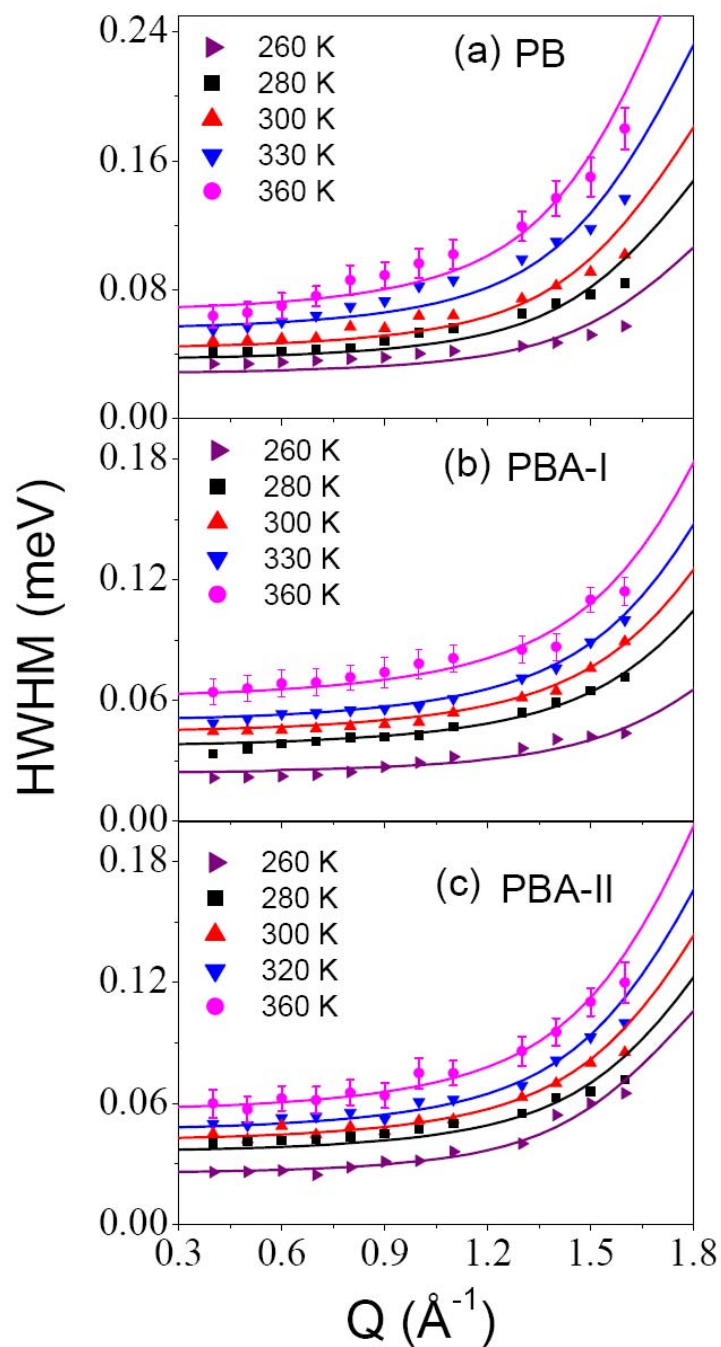 0.24
260 K
(a) PB
280 K
300 K
0.16
330 K
360 K
0.08
0.00
260 K
(b) PBA-I
0.18
280 K
300 K
330 K
0.12
360 K
0.06
0.00
260 K
(c) PBA-II
0.18
280 K
300 K
320 K
0.12
360 K
0.06
0.00
0.3 0.6 0.9 1.2 1.5 1.8
HWHM (meV)
Q (Å⁻¹)